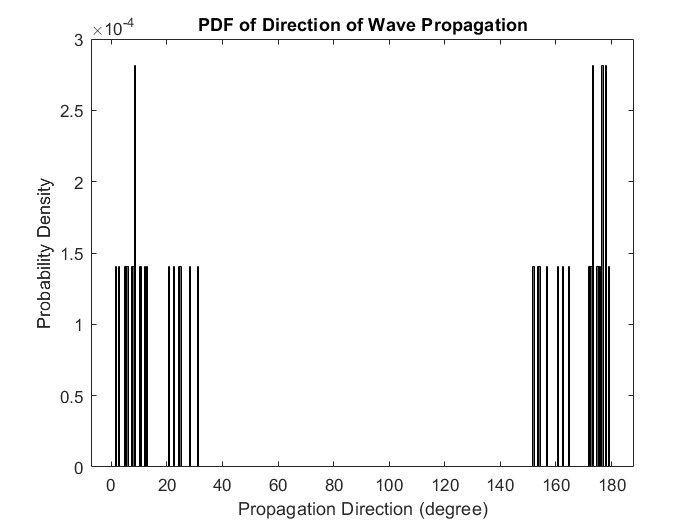 PDF of Direction of Wave Propagation
×10⁻⁴
3
2.5
2
1.5
1
0.5
0
Probability Density
0 20 40 60 80 100 120 140 160 180
Propagation Direction (degree)